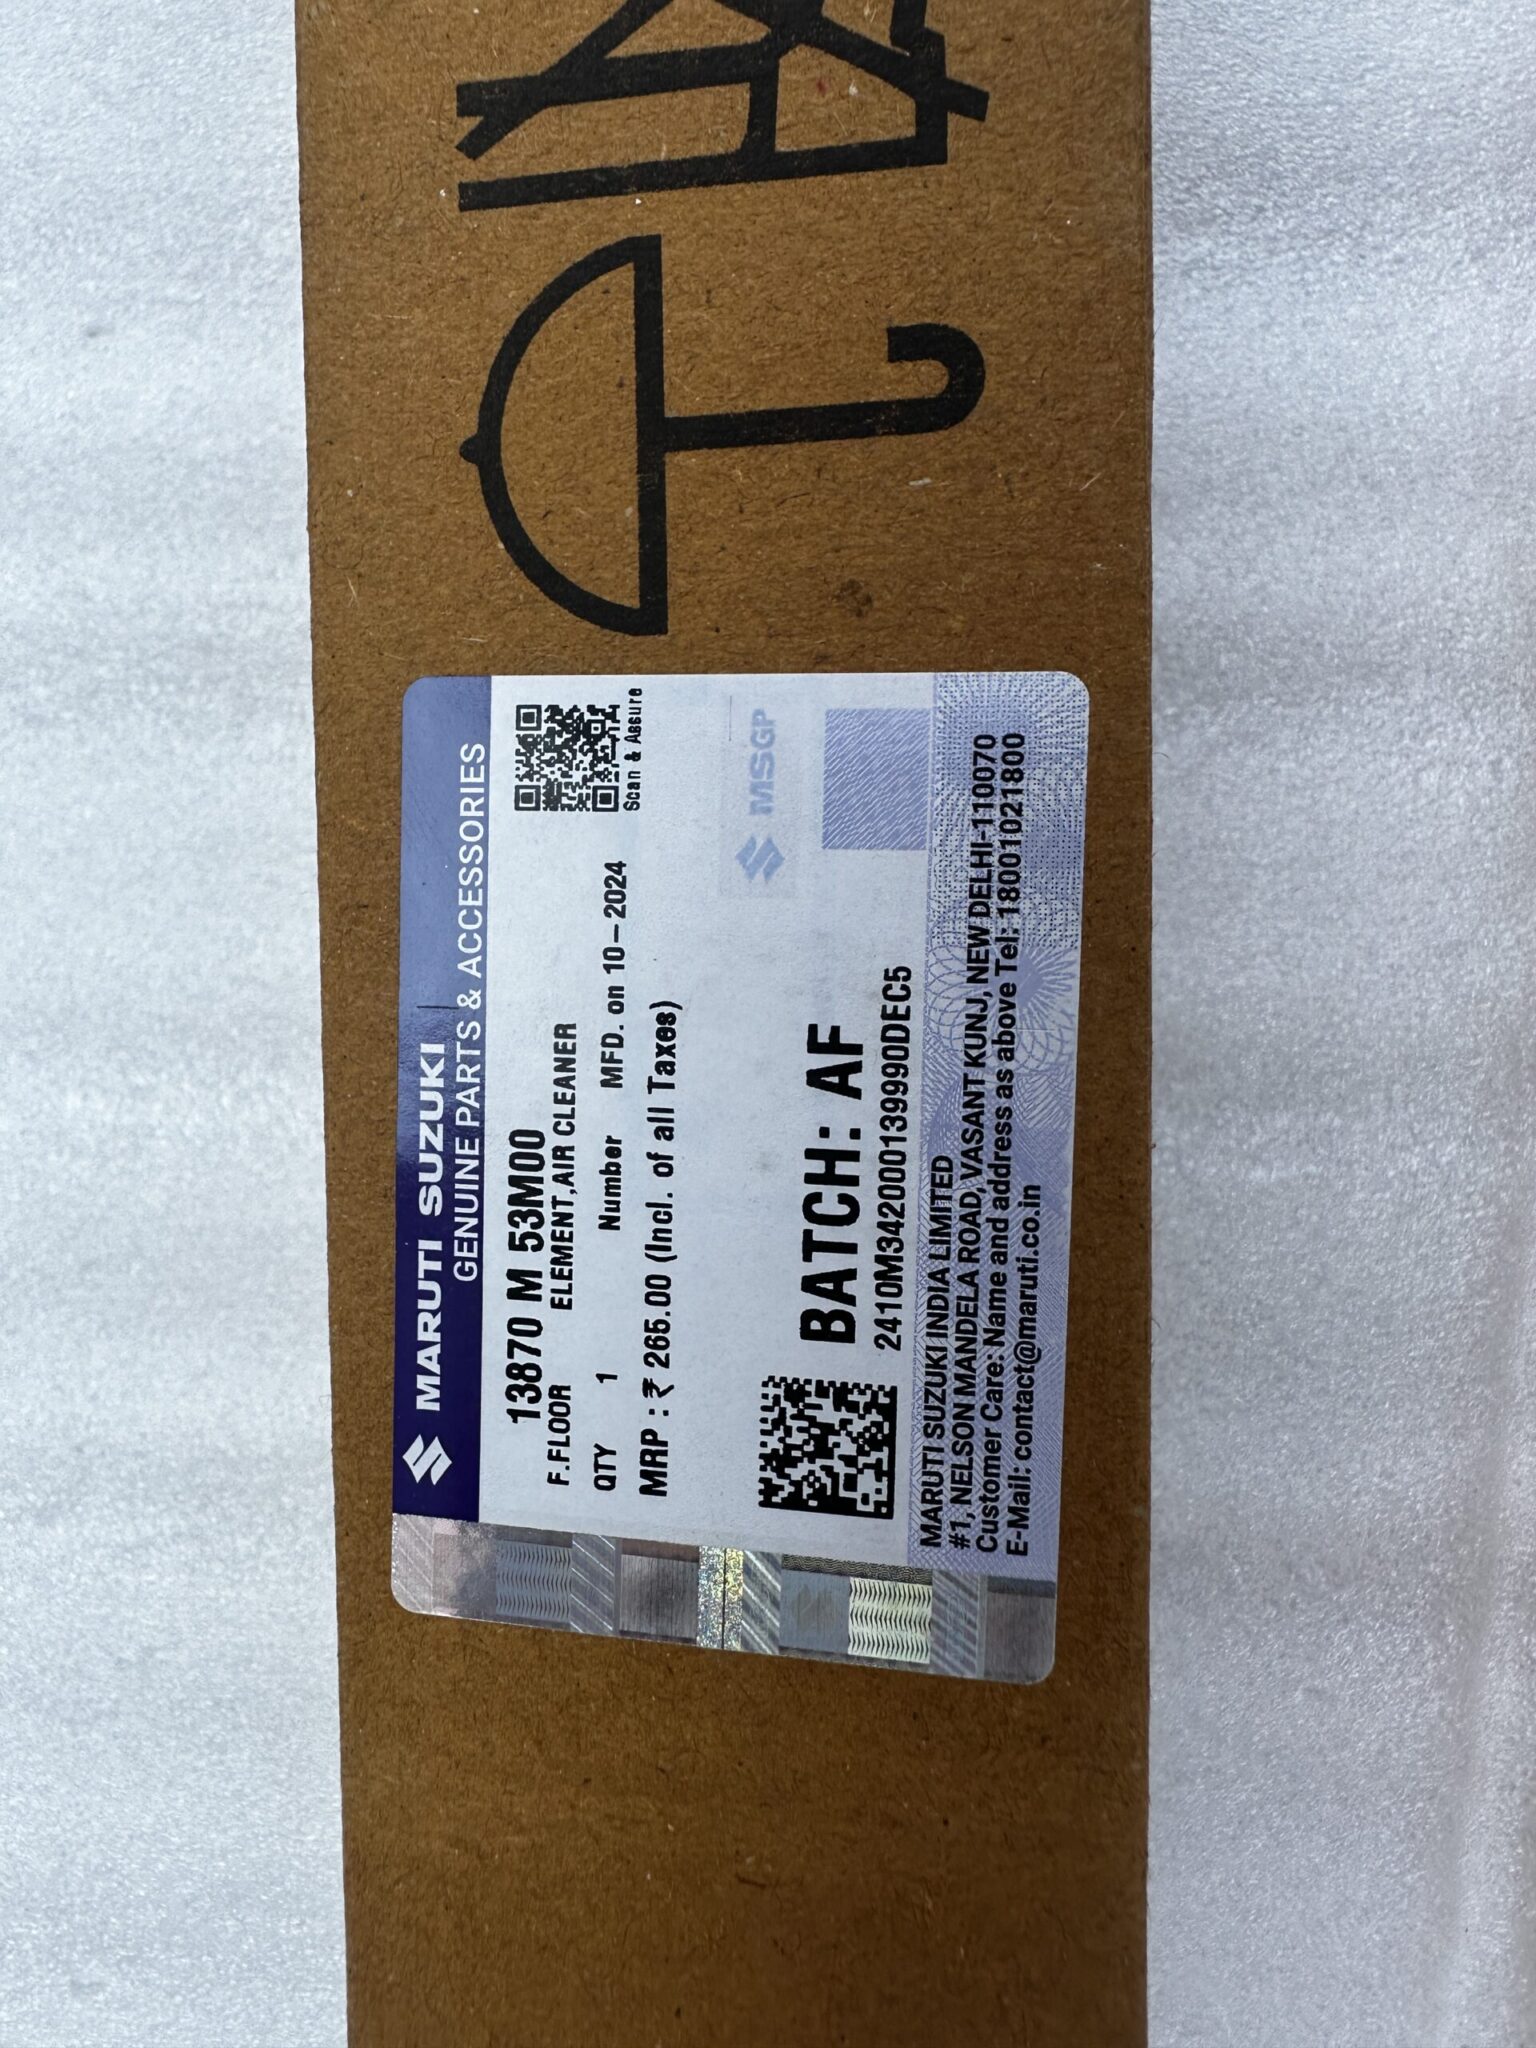 MARUTI SUZUKI
GENUINE PARTS & ACCESSORIES
13870 M 53M00
F.FLOOR ELEMENT,AIR CLEANER
QTY 1 Number MFD. on 10-2024
Scan & Assure
MRP : ₹ 265.00 (Incl. of all Taxes)
MSGP
BATCH: AF
2410M342000139990DEC5
MARUTI SUZUKI INDIA LIMITED
#1, NELSON MANDELA ROAD, VASANT KUNJ, NEW DELHI-110070
Customer Care: Name and address as above Tel: 18001021800
E-Mail: contact@maruti.co.in